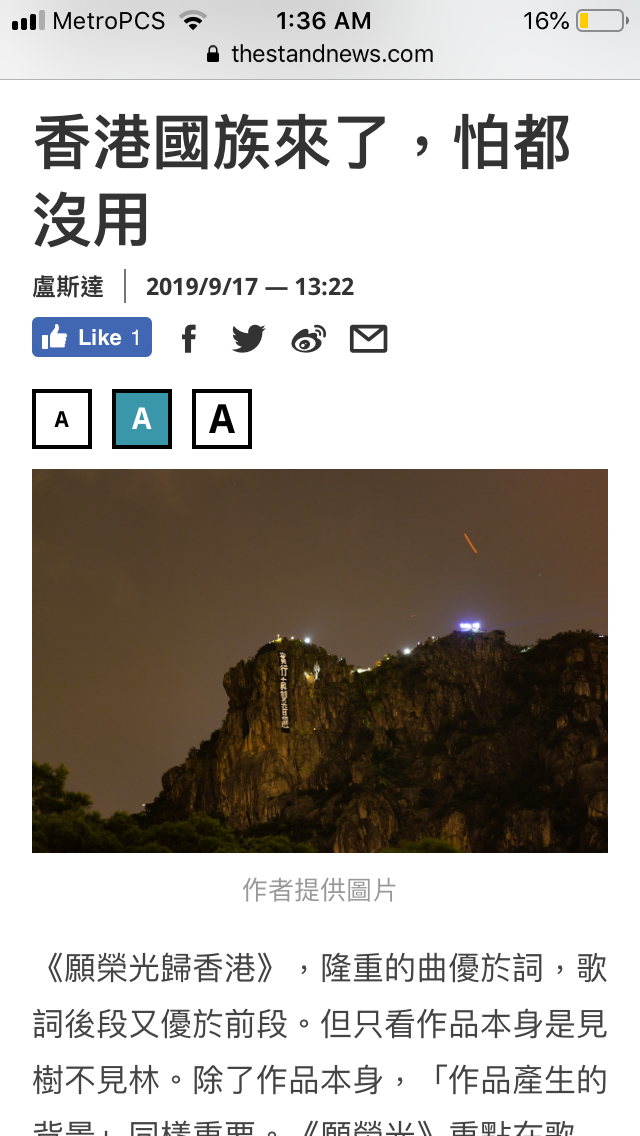 MetroPCS 1:36 AM 16%
thestandnews.com
香港國族來了，怕都
沒用
盧斯達 2019/9/17 — 13:22
Like 1
A A A
作者提供圖片
《願榮光歸香港》，隆重的曲優於詞，歌
詞後段又優於前段。但只看作品本身是見
樹不見林。除了作品本身，「作品產生的
背景」同樣重要。《願榮光》重點在歌